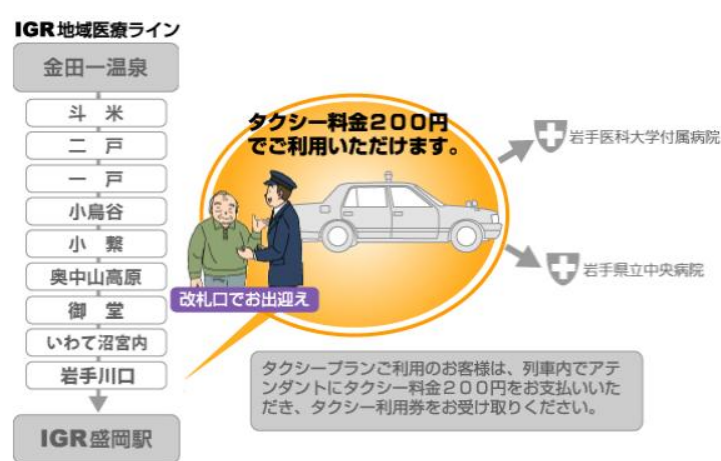 IGR地域医療ライン
金田一温泉
斗米
二戸
一戸
小鳥谷
小繋
奥中山高原
御堂
いわて沼宮内
岩手川口
IGR盛岡駅
タクシー料金200円
でご利用いただけます。
改札口でお出迎え
岩手医科大学付属病院
岩手県立中央病院
タクシープランご利用のお客様は、列車内でアテ
ンダントにタクシー料金200円をお支払いいた
だき、タクシー利用券をお受け取りください。